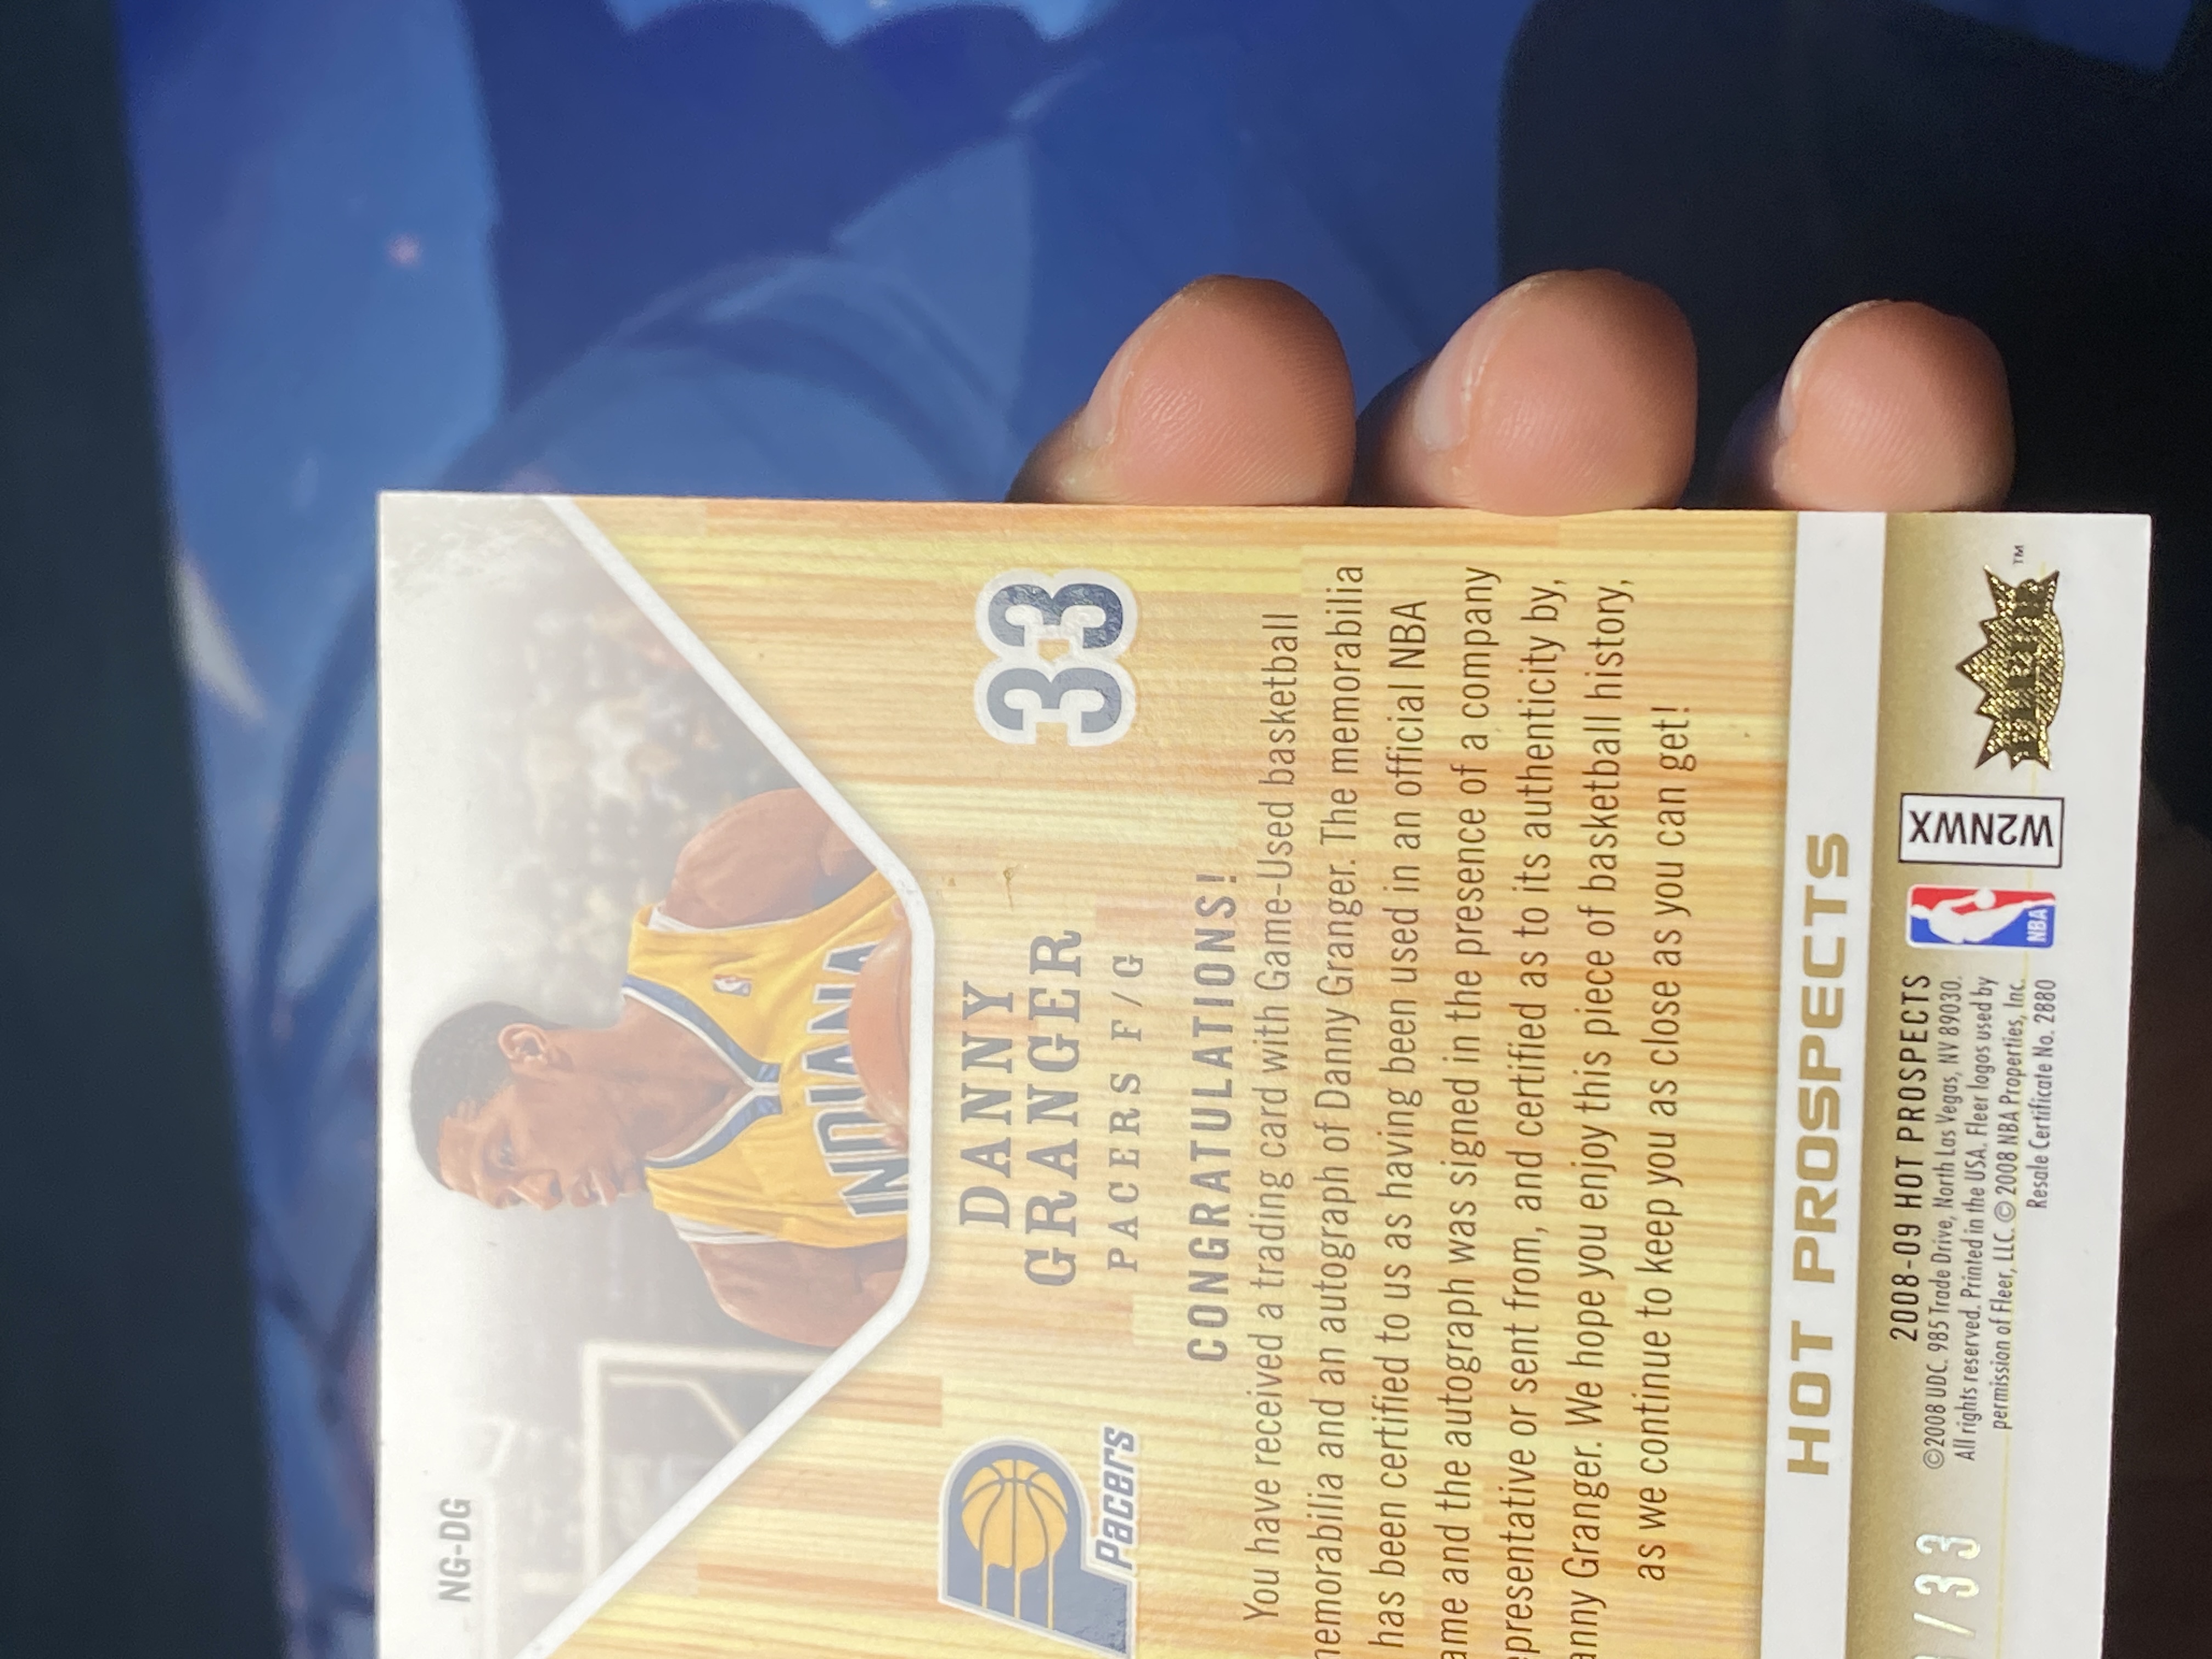 NG-DG
INDIANA
DANNY
GRANGER
33
PACERS F/G
Pacers
CONGRATULATIONS!
You have received a trading card with Game-Used basketball
and an autograph of Danny Granger. The memorabilia
has been certified to us as having been used in an official NBA
and the autograph was signed in the presence of a company
or sent from, and certified as to its authenticity by,
Granger. We hope you enjoy this piece of basketball history,
as we continue to keep you as close as you can get!
HOT PROSPECTS
/33
2008-09 HOT PROSPECTS
©2008 UDC. 985 Trade Drive, North Las Vegas, NV 89030.
All rights reserved. Printed in the USA. Fleer logos used by
permission of Fleer, LLC. © 2008 NBA Properties, Inc.
Resale Certificate No. 2880
NBA
W2NWX
FLEER ™